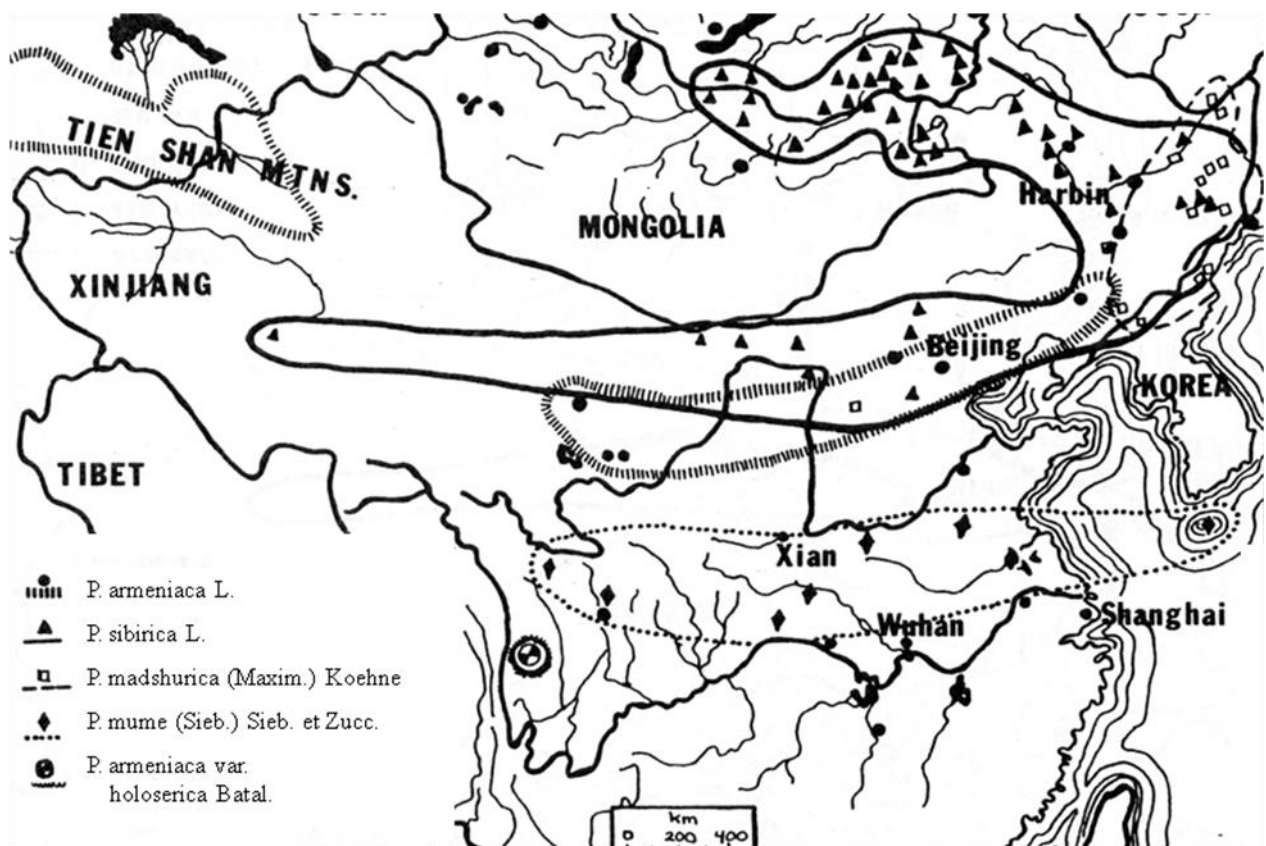 TIEN SHAN MTNS.
MONGOLIA
Harbin
XINJIANG
Beijing
KOREA
TIBET
Xian
Wuhan
Shanghai
P. armeniaca L.
P. sibirica L.
P. madshurica (Maxim.) Koehne
P. mume (Sieb.) Sieb. et Zucc.
P. armeniaca var.
holoserica Batal.
km
0 200 400